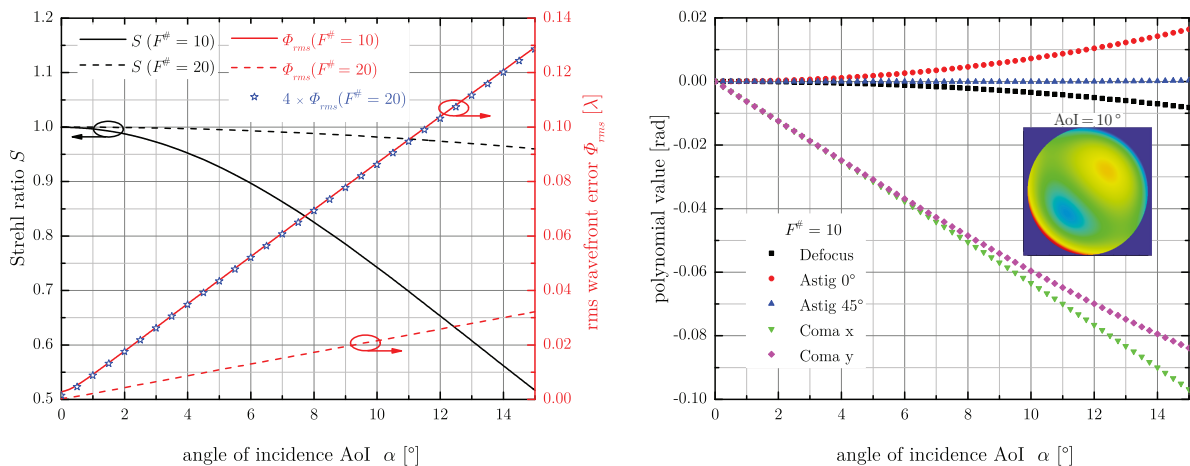 S (F# = 10)
S (F# = 20)
Φrms(F# = 10)
Φrms(F# = 20)
4 × Φrms(F# = 20)
1.2
1.1
1.0
0.9
0.8
0.7
0.6
0.5
Strehl ratio S
0.14
0.12
0.10
0.08
0.06
0.04
0.02
0.00
rms wavefront error Φrms [λ]
0 2 4 6 8 10 12 14
angle of incidence AoI α [°]
0.02
0.00
-0.02
-0.04
-0.06
-0.08
-0.10
polynomial value [rad]
AoI = 10°
F# = 10
Defocus
Astig 0°
Astig 45°
Coma x
Coma y
0 2 4 6 8 10 12 14
angle of incidence AoI α [°]